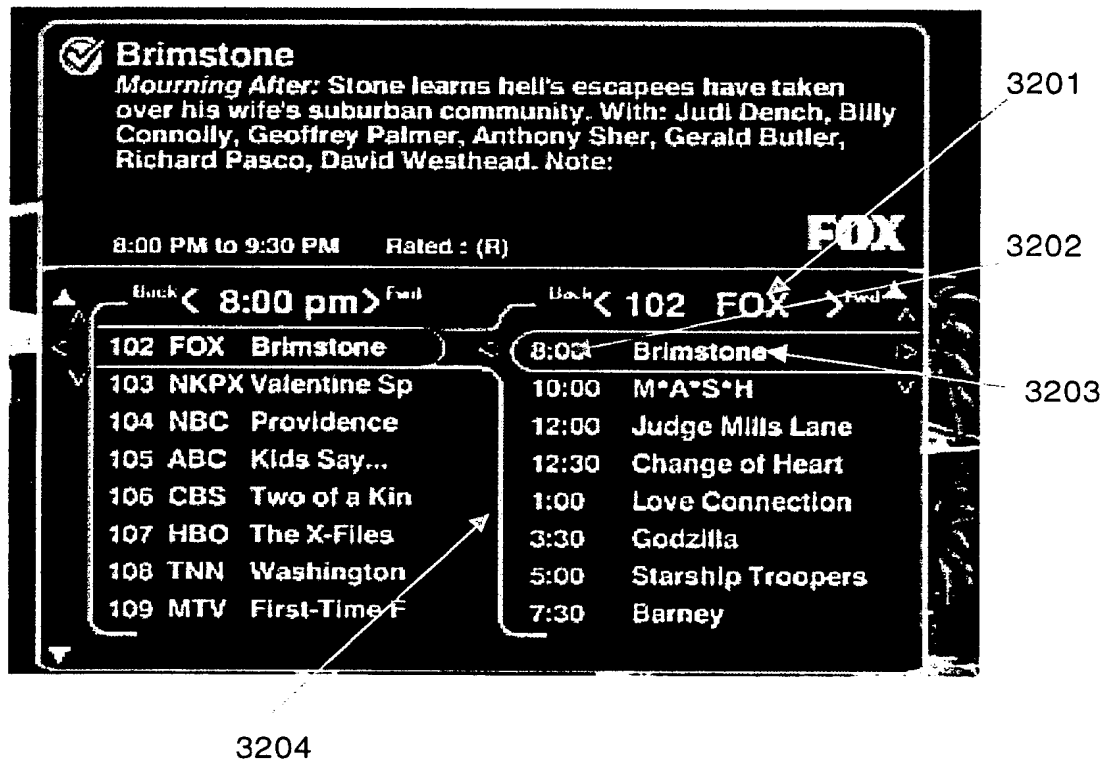 Brimstone
Mourning After: Stone learns hell's escapees have taken
over his wife's suburban community. With: Judi Dench, Billy
Connolly, Geoffrey Palmer, Anthony Sher, Gerald Butler,
Richard Pasco, David Westhead. Note:
FOX
8:00 PM to 9:30 PM Rated : (R)
Back < 8:00 pm > Fwd
102 FOX Brimstone
103 NKPX Valentine Sp
104 NBC Providence
105 ABC Kids Say...
106 CBS Two of a Kin
107 HBO The X-Files
108 TNN Washington
109 MTV First-Time F
Back < 102 FOX > Fwd
8:00 Brimstone
10:00 M*A*S*H
12:00 Judge Mills Lane
12:30 Change of Heart
1:00 Love Connection
3:30 Godzilla
5:00 Starship Troopers
7:30 Barney
3201
3202
3203
3204